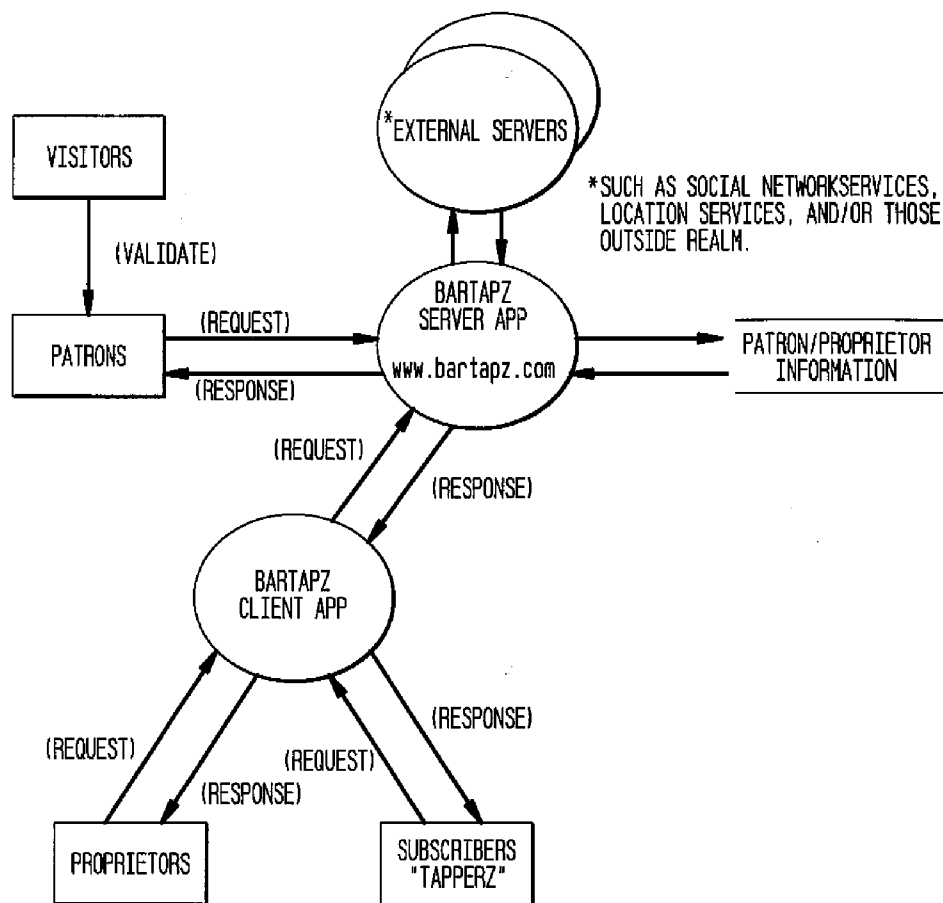 *EXTERNAL SERVERS
VISITORS
*SUCH AS SOCIAL NETWORKSERVICES,
LOCATION SERVICES, AND/OR THOSE
OUTSIDE REALM.
(VALIDATE)
BARTAPZ
SERVER APP
www.bartapz.com
(REQUEST)
PATRONS
(RESPONSE)
PATRON/PROPRIETOR
INFORMATION
(REQUEST)
(RESPONSE)
BARTAPZ
CLIENT APP
(REQUEST)
(RESPONSE)
(REQUEST)
(RESPONSE)
PROPRIETORS
SUBSCRIBERS
"TAPPERZ"